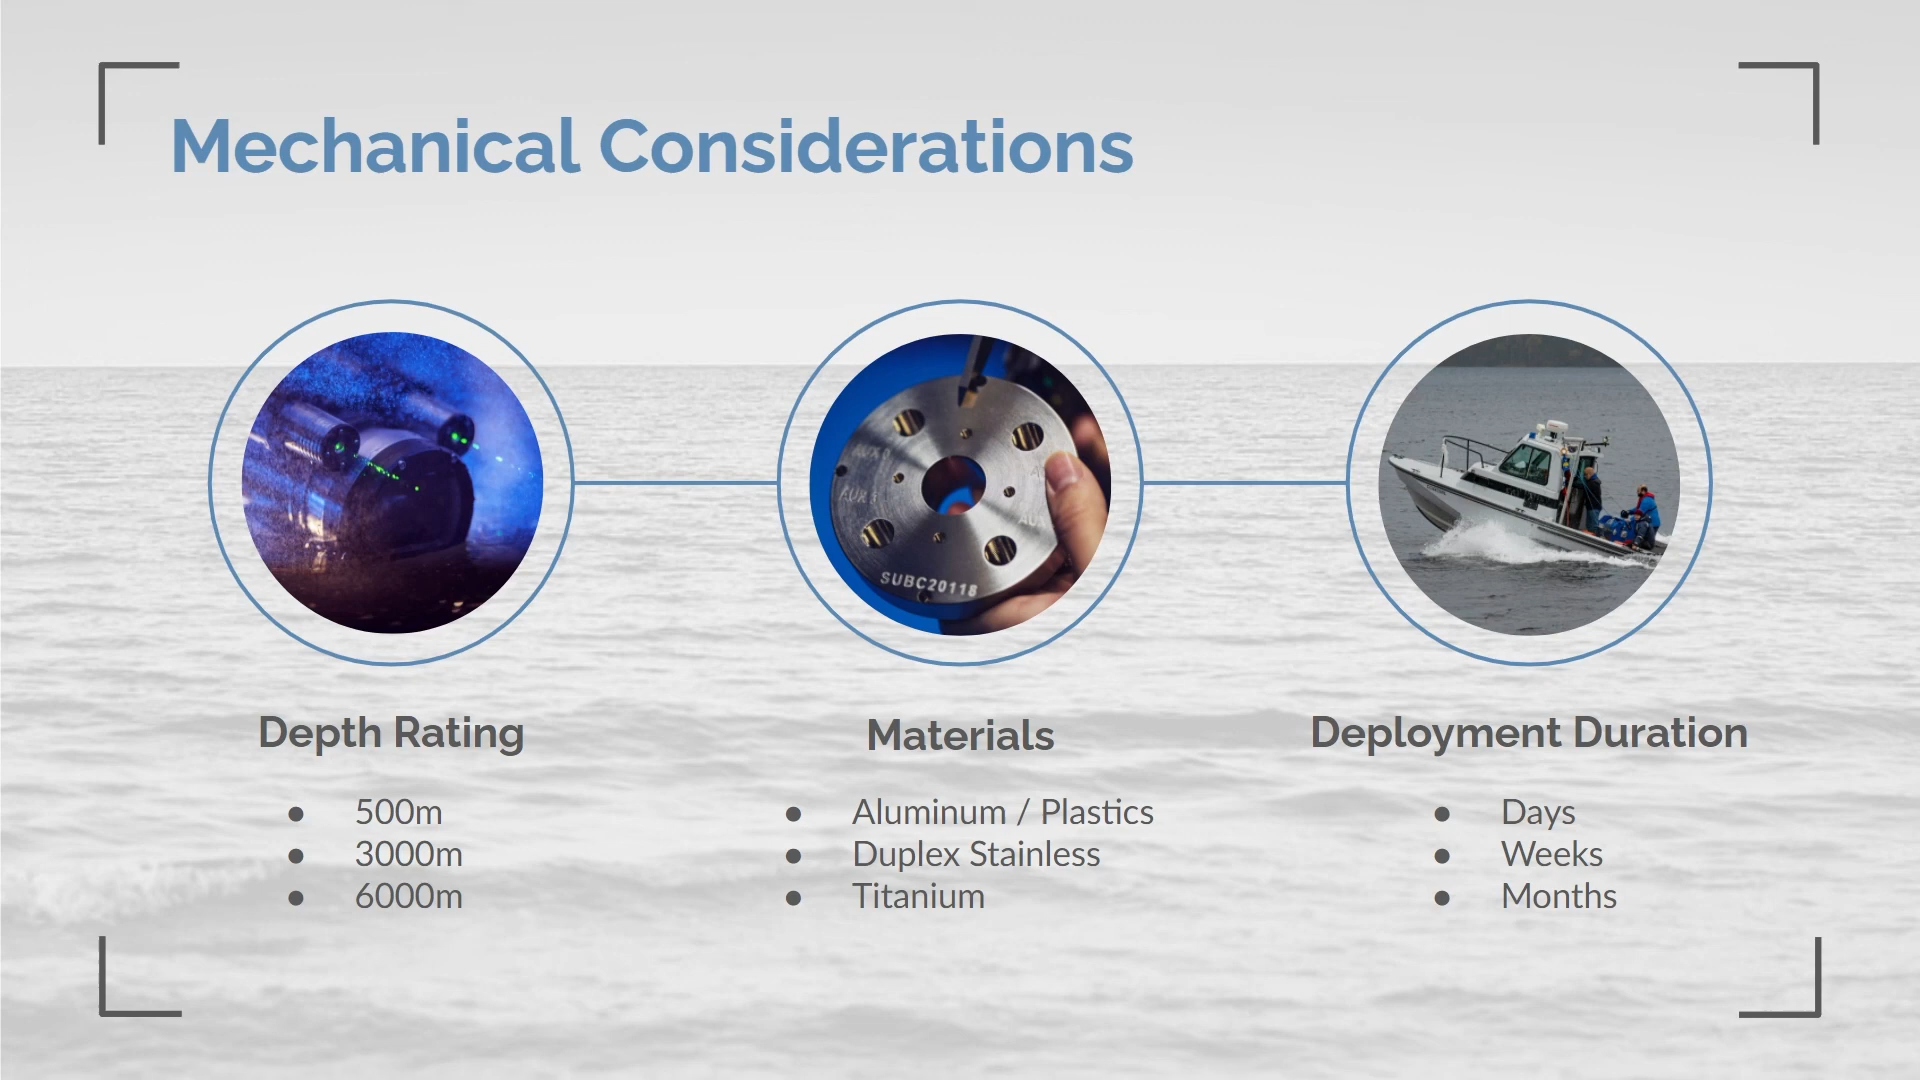 Mechanical Considerations
AUX
SUBC20118
Depth Rating
500m
3000m
6000m
Materials
Aluminum / Plastics
Duplex Stainless
Titanium
Deployment Duration
Days
Weeks
Months